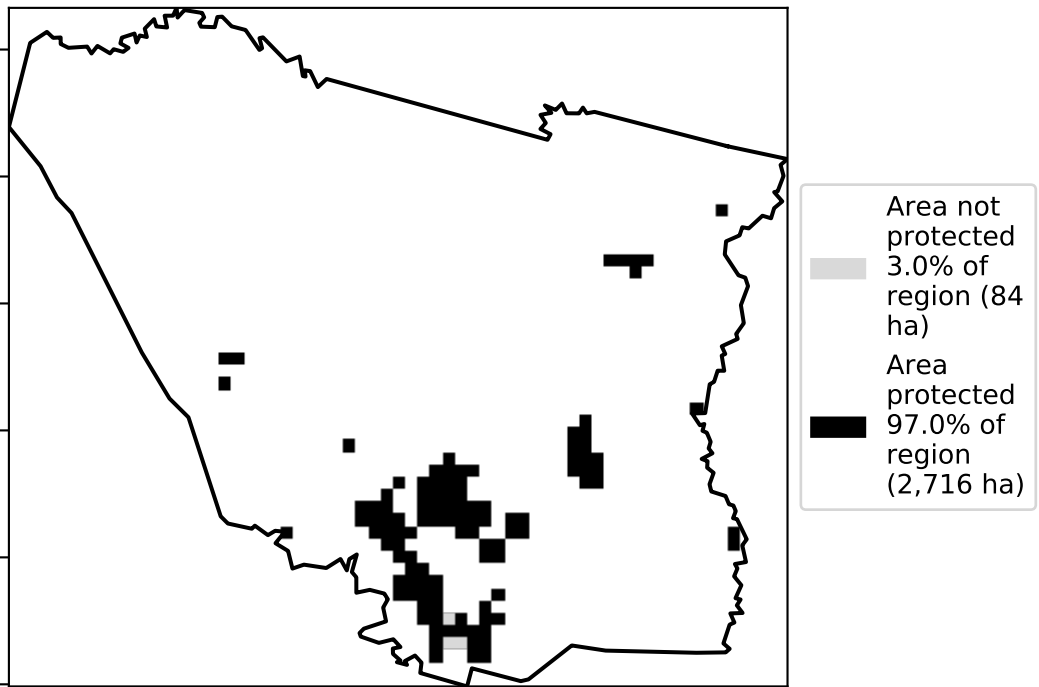 Area not
protected
3.0% of
region (84
ha)
Area
protected
97.0% of
region
(2,716 ha)